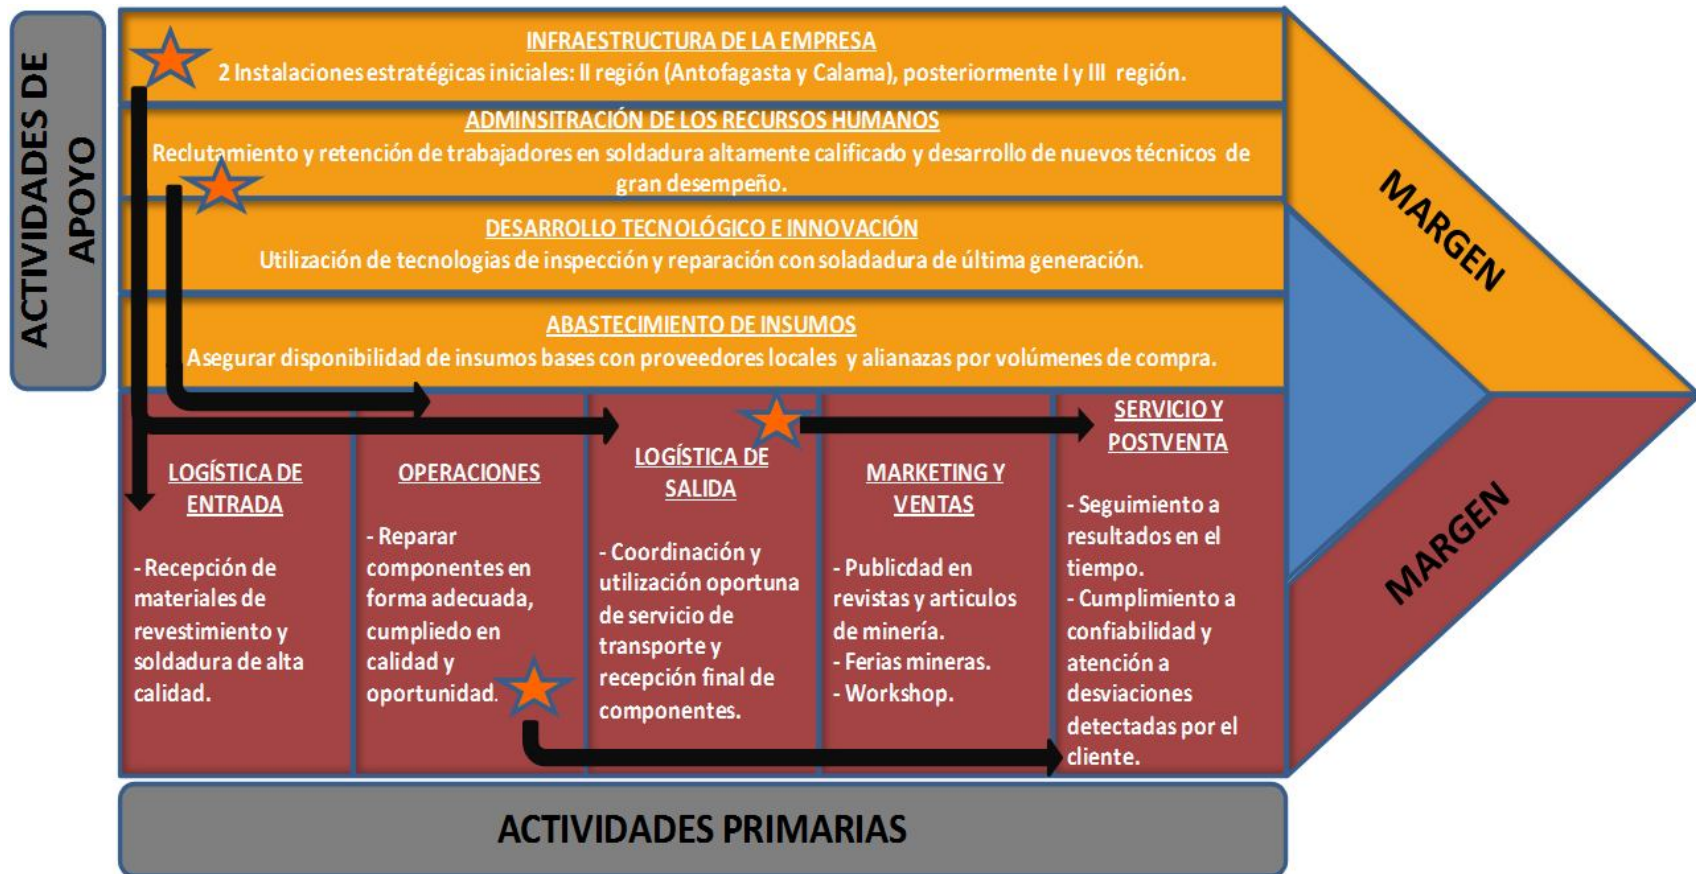 ACTIVIDADES DE
APOYO
INFRAESTRUCTURA DE LA EMPRESA
2 Instalaciones estratégicas iniciales: II región (Antofagasta y Calama), posteriormente I y III región.
ADMINSITRACIÓN DE LOS RECURSOS HUMANOS
Reclutamiento y retención de trabajadores en soldadura altamente calificado y desarrollo de nuevos técnicos de
gran desempeño.
DESARROLLO TECNOLÓGICO E INNOVACIÓN
Utilización de tecnologias de inspección y reparación con soladadura de última generación.
ABASTECIMIENTO DE INSUMOS
Asegurar disponibilidad de insumos bases con proveedores locales y alianazas por volúmenes de compra.
LOGÍSTICA DE
ENTRADA
- Recepción de
materiales de
revestimiento y
soldadura de alta
calidad.
OPERACIONES
- Reparar
componentes en
forma adecuada,
cumpliedo en
calidad y
oportunidad.
LOGÍSTICA DE
SALIDA
- Coordinación y
utilización oportuna
de servicio de
transporte y
recepción final de
componentes.
MARKETING Y
VENTAS
- Publicdad en
revistas y articulos
de minería.
- Ferias mineras.
- Workshop.
SERVICIO Y
POSTVENTA
- Seguimiento a
resultados en el
tiempo.
- Cumplimiento a
confiabilidad y
atención a
desviaciones
detectadas por el
cliente.
MARGEN
MARGEN
ACTIVIDADES PRIMARIAS